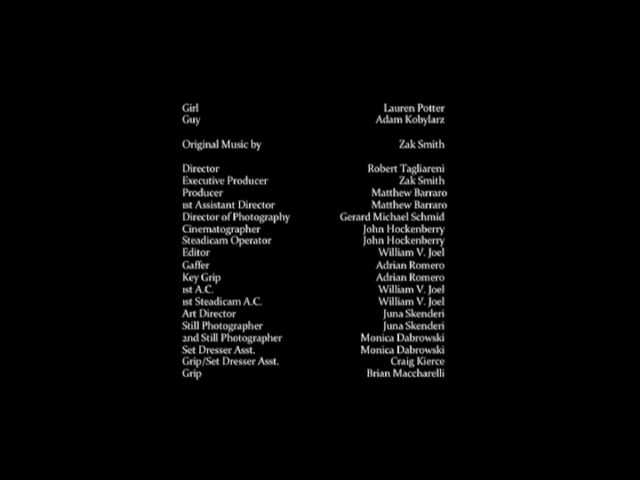 Girl Lauren Potter
Guy Adam Kobylarz
Original Music by Zak Smith
Director Robert Tagliareni
Executive Producer Zak Smith
Producer Matthew Barraro
1st Assistant Director Matthew Barraro
Director of Photography Gerard Michael Schmid
Cinematographer John Hockenberry
Steadicam Operator John Hockenberry
Editor William V. Joel
Gaffer Adrian Romero
Key Grip Adrian Romero
1st A.C. William V. Joel
1st Steadicam A.C. William V. Joel
Art Director Juna Skenderi
Still Photographer Juna Skenderi
2nd Still Photographer Monica Dabrowski
Set Dresser Asst. Monica Dabrowski
Grip/Set Dresser Asst. Craig Kierce
Grip Brian Maccharelli